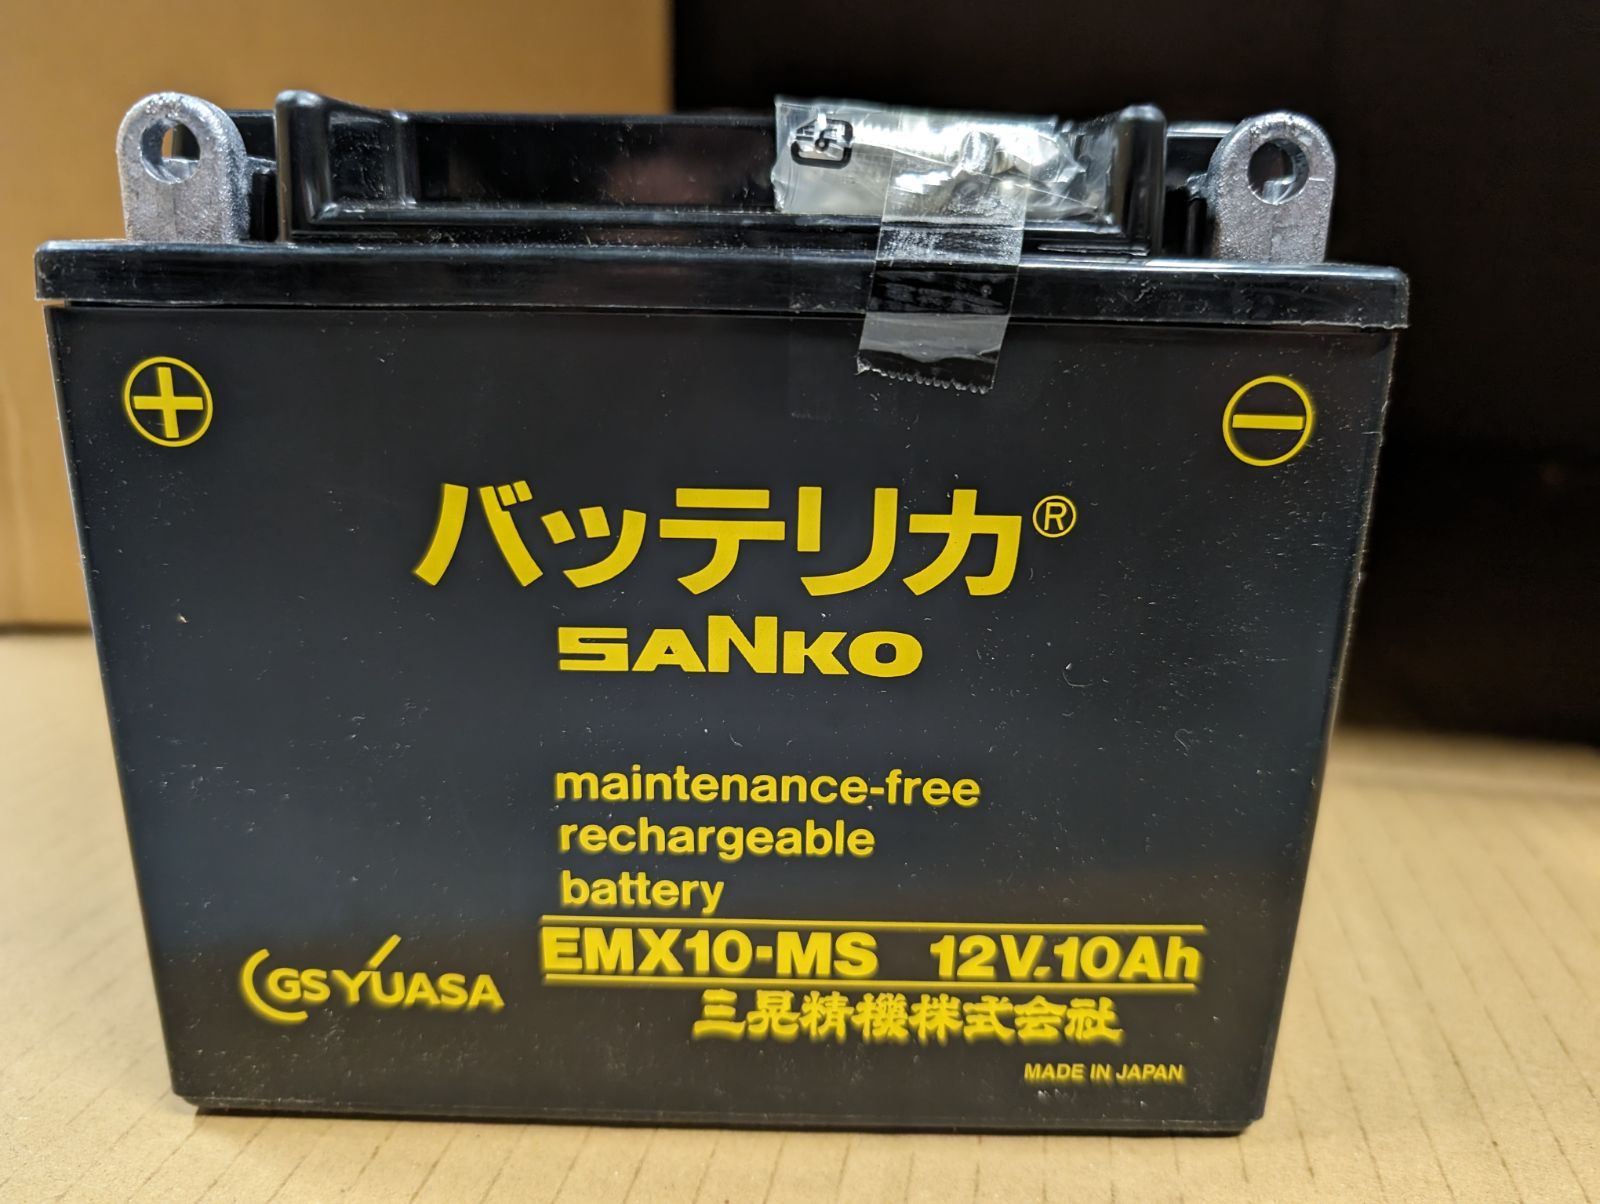 バッテリカ®
SANKO
maintenance-free
rechargeable
battery
EMX10-MS 12V.10Ah
GS YUASA
三晃精機株式会社
MADE IN JAPAN